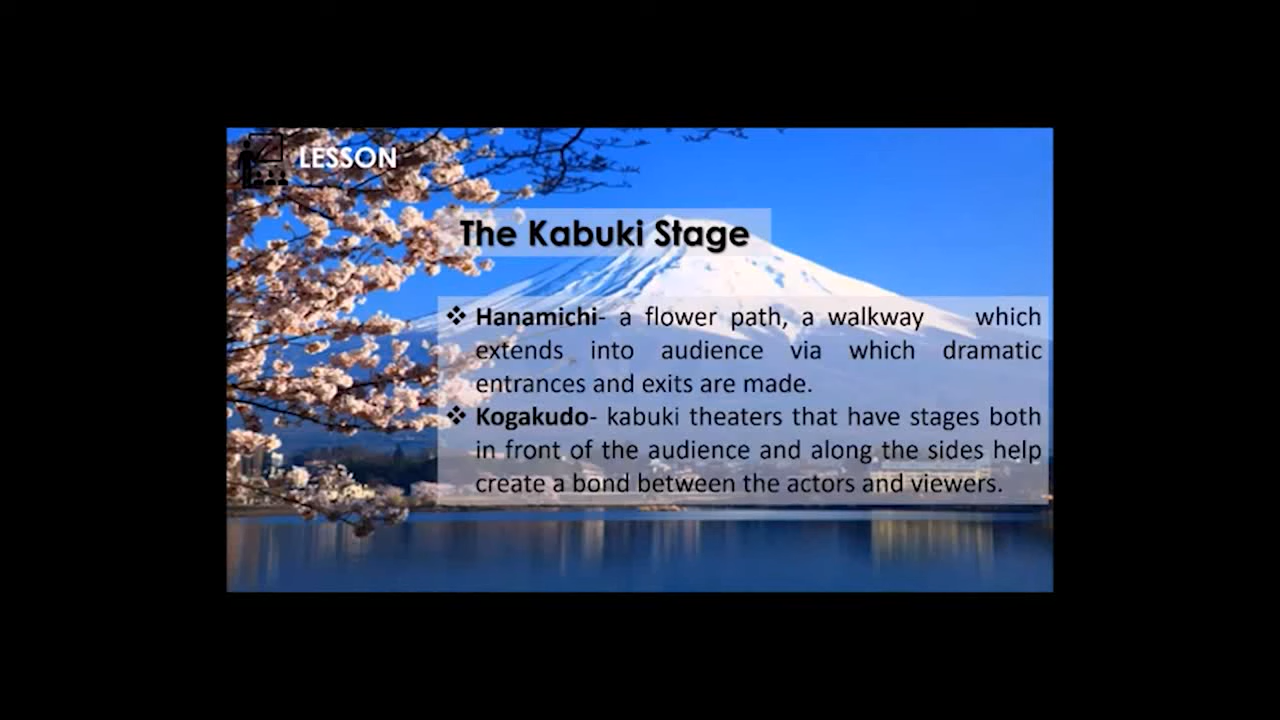 LESSON
The Kabuki Stage
❖ Hanamichi- a flower path, a walkway which
extends into audience via which dramatic
entrances and exits are made.
❖ Kogakudo- kabuki theaters that have stages both
in front of the audience and along the sides help
create a bond between the actors and viewers.